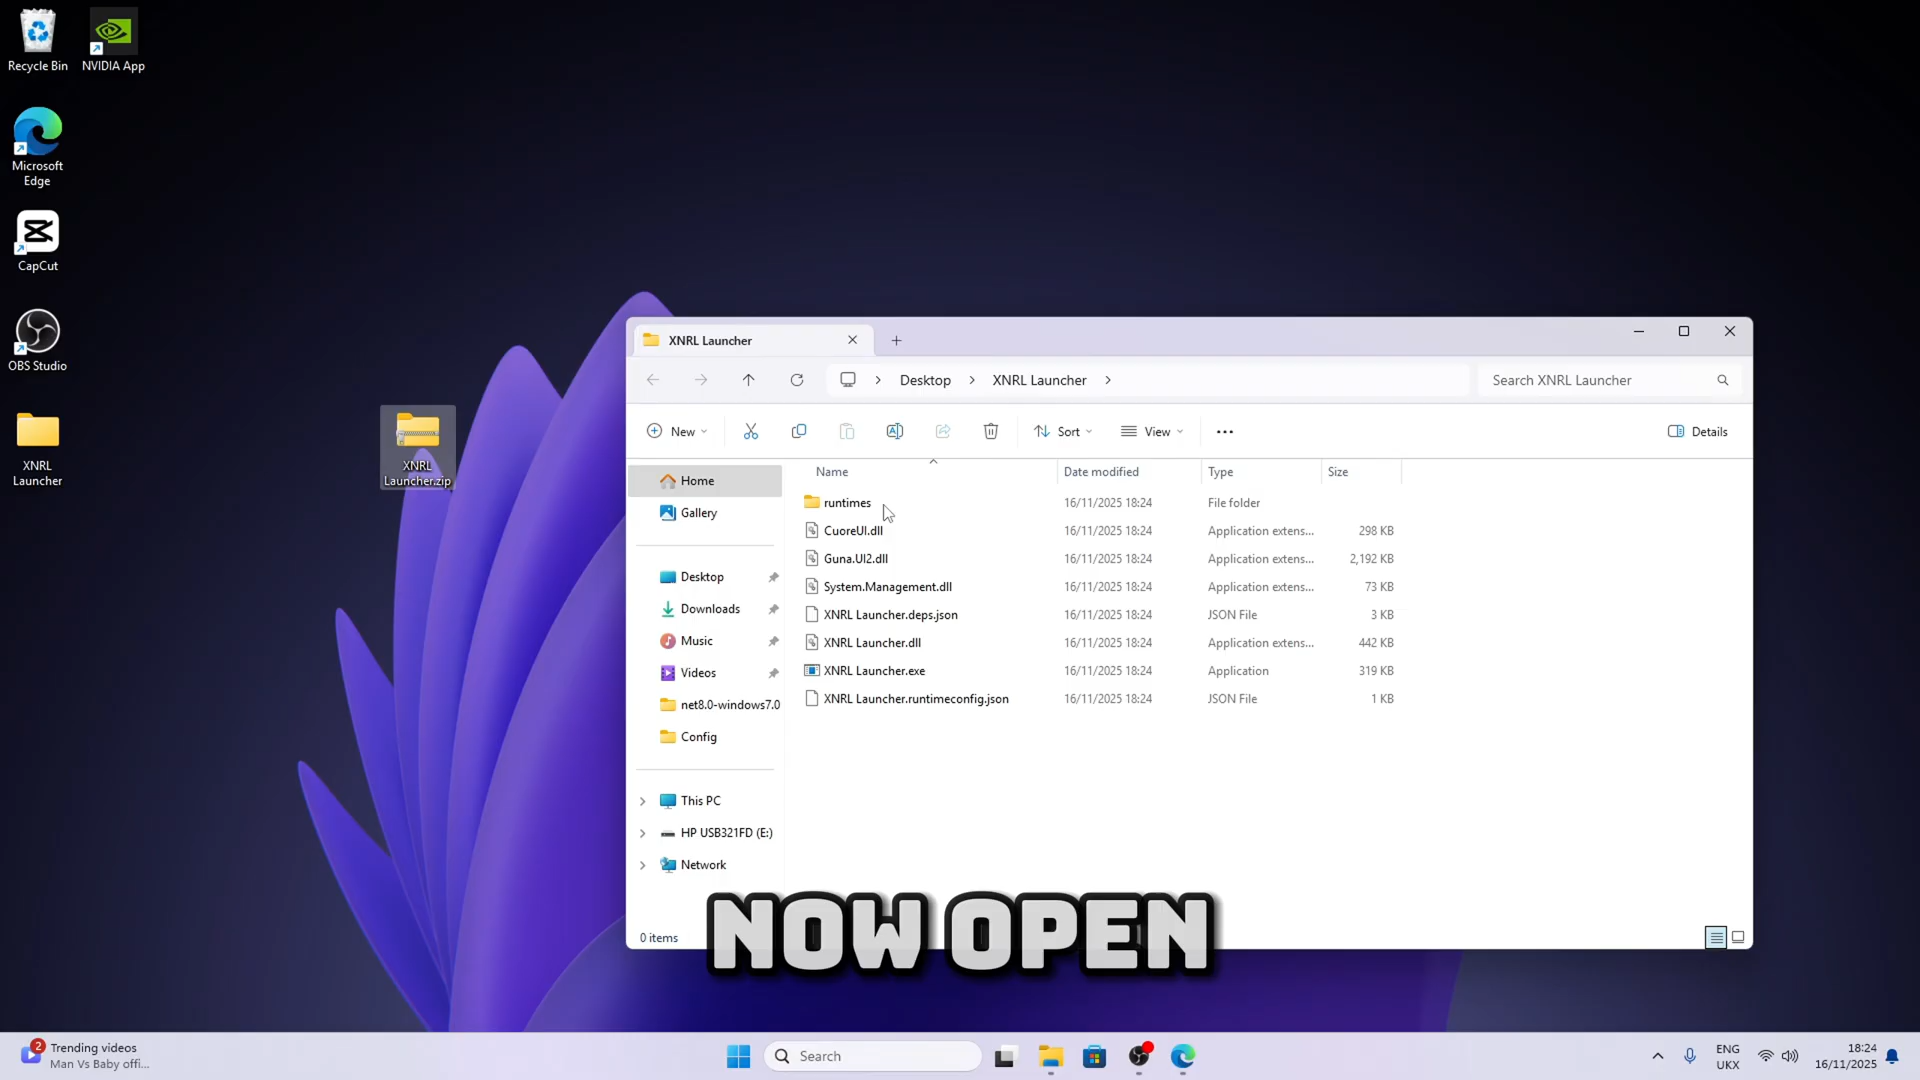 Recycle Bin
NVIDIA App
Microsoft
Edge
CapCut
OBS Studio
XNRL
Launcher
XNRL
Launcher.zip
XNRL Launcher
Desktop
XNRL Launcher
Search XNRL Launcher
New
Sort
View
Details
Home
Gallery
Desktop
Downloads
Music
Videos
net8.0-windows7.0
Config
This PC
HP USB321FD (E:)
Network
Name Date modified Type Size
runtimes 16/11/2025 18:24 File folder
CuoreUI.dll 16/11/2025 18:24 Application extens... 298 KB
Guna.UI2.dll 16/11/2025 18:24 Application extens... 2,192 KB
System.Management.dll 16/11/2025 18:24 Application extens... 73 KB
XNRL Launcher.deps.json 16/11/2025 18:24 JSON File 3 KB
XNRL Launcher.dll 16/11/2025 18:24 Application extens... 442 KB
XNRL Launcher.exe 16/11/2025 18:24 Application 319 KB
XNRL Launcher.runtimeconfig.json 16/11/2025 18:24 JSON File 1 KB
0 items
NOW OPEN
2
Trending videos
Man Vs Baby offi...
Search
ENG
UKX
18:24
16/11/2025